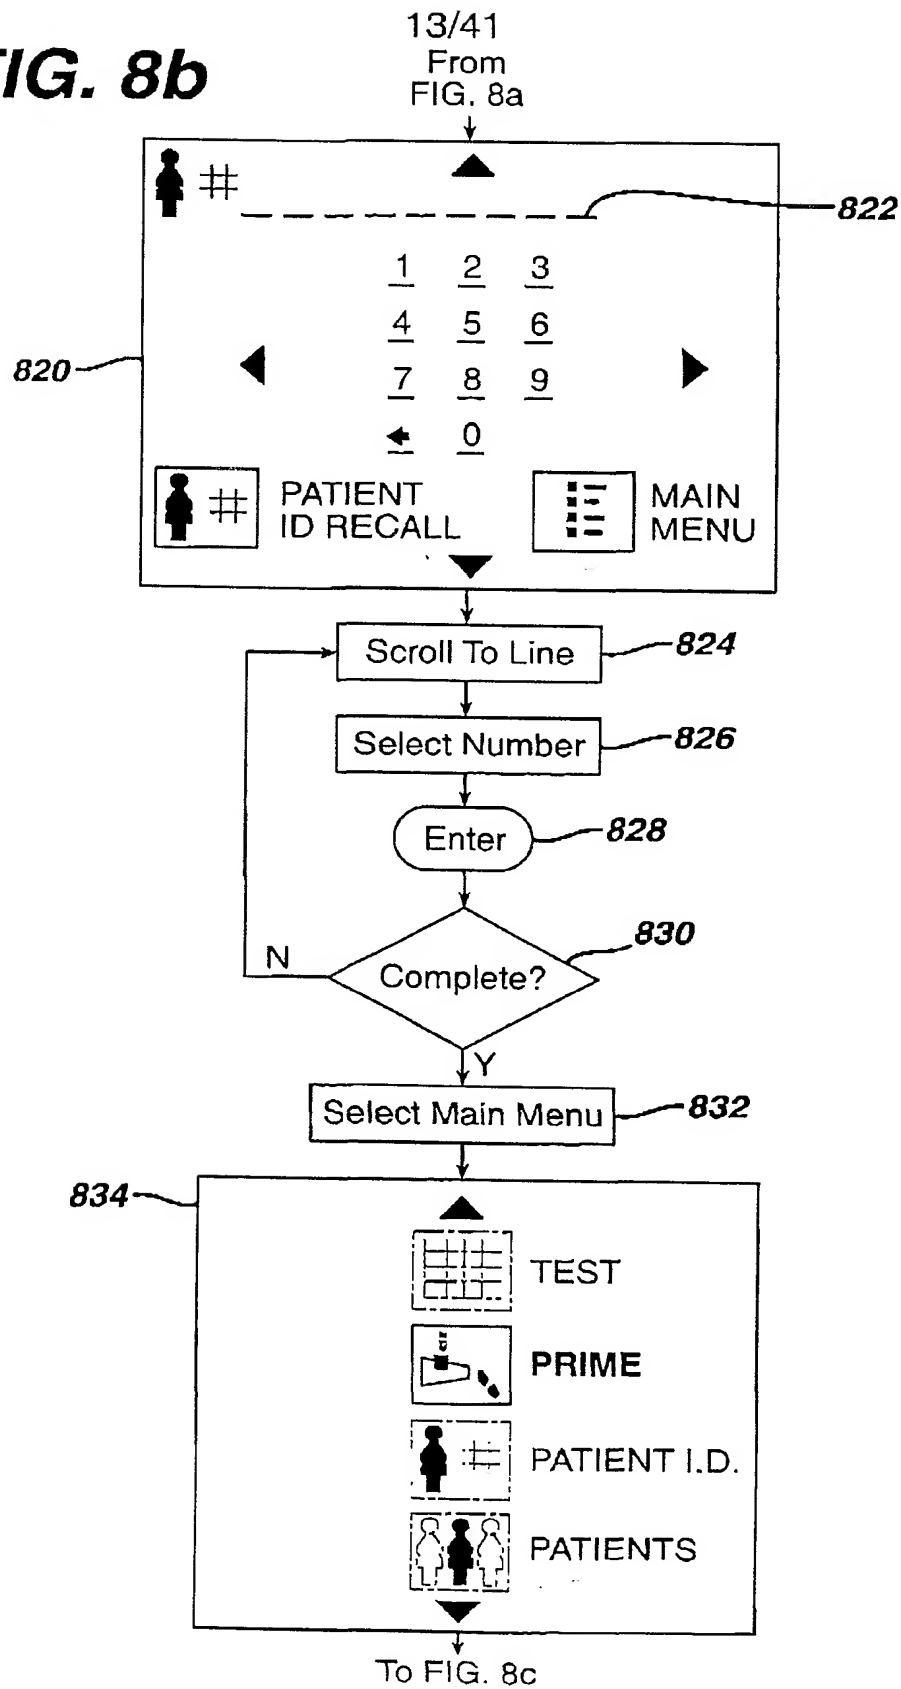 13/41
FIG. 8b
From
FIG. 8a
#
822
1 2 3
4 5 6
820
7 8 9
0
# PATIENT
ID RECALL
MAIN
MENU
Scroll To Line
824
Select Number
826
Enter
828
830
Complete?
N
Y
Select Main Menu
832
834
TEST
PRIME
# PATIENT I.D.
PATIENTS
To FIG. 8c